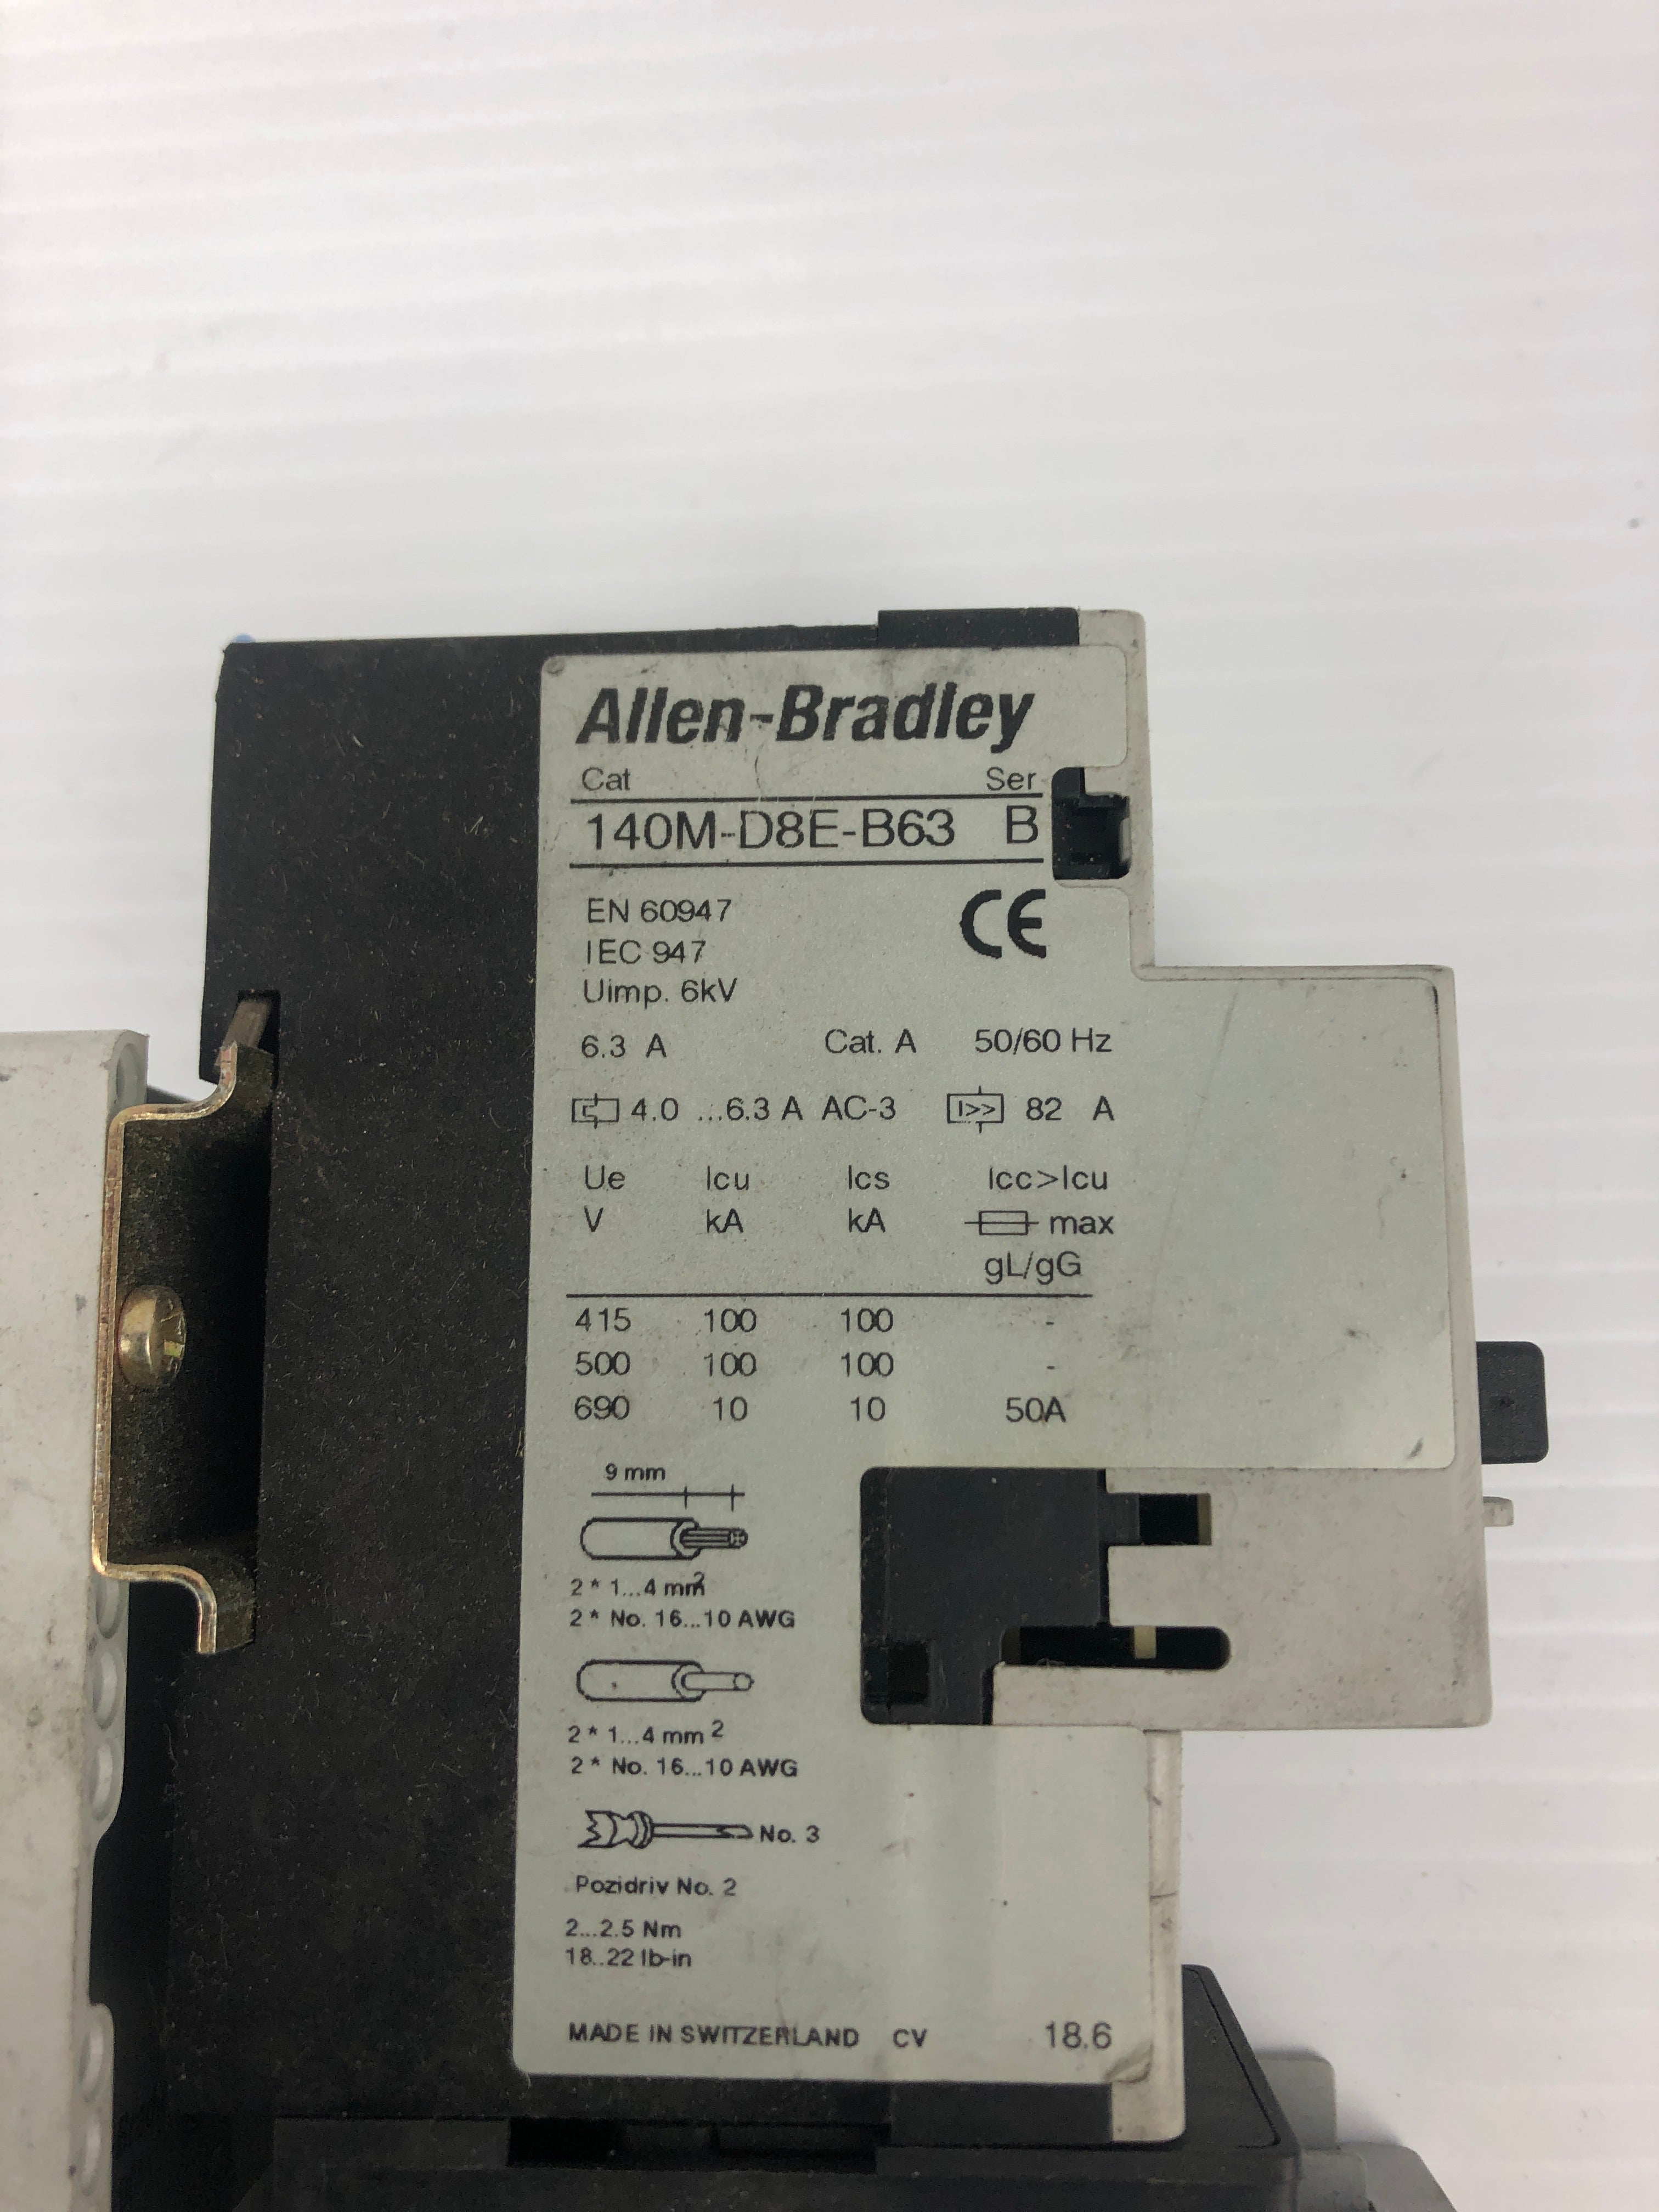 Allen-Bradley
Cat Ser
140M-D8E-B63 B
EN 60947 CE
IEC 947
Uimp. 6kV
6.3 A Cat. A 50/60 Hz
4.0 ...6.3 A AC-3 I>> 82 A
Ue Icu Ics Icc>Icu
V kA kA max
gL/gG
415 100 100 -
500 100 100 -
690 10 10 50A
9 mm
2 * 1...4 mm²
2 * No. 16...10 AWG
2 * 1...4 mm²
2 * No. 16...10 AWG
No. 3
Pozidriv No. 2
2...2.5 Nm
18..22 lb-in
MADE IN SWITZERLAND CV 18.6